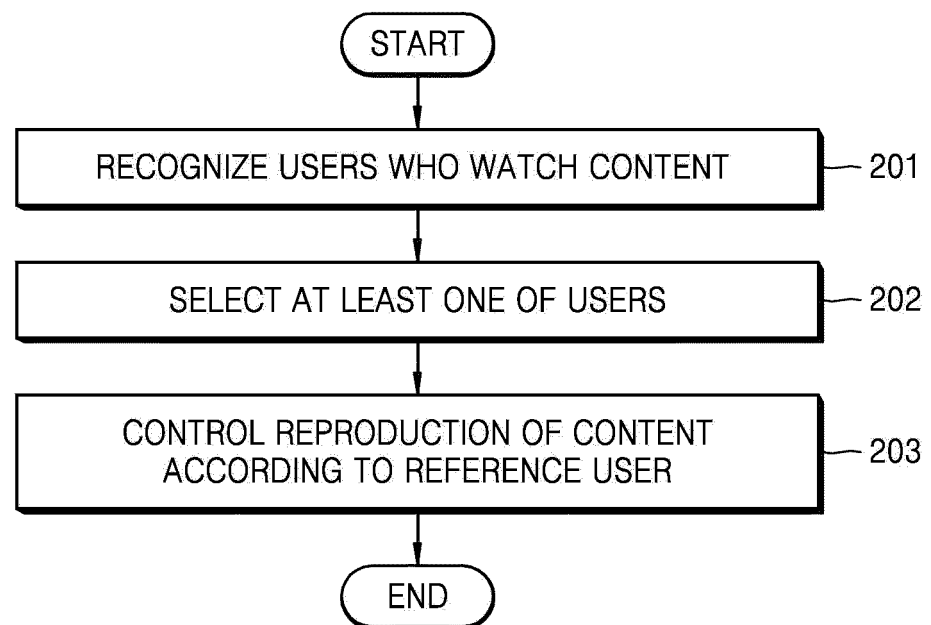 START
RECOGNIZE USERS WHO WATCH CONTENT
201
SELECT AT LEAST ONE OF USERS
202
CONTROL REPRODUCTION OF CONTENT
ACCORDING TO REFERENCE USER
203
END